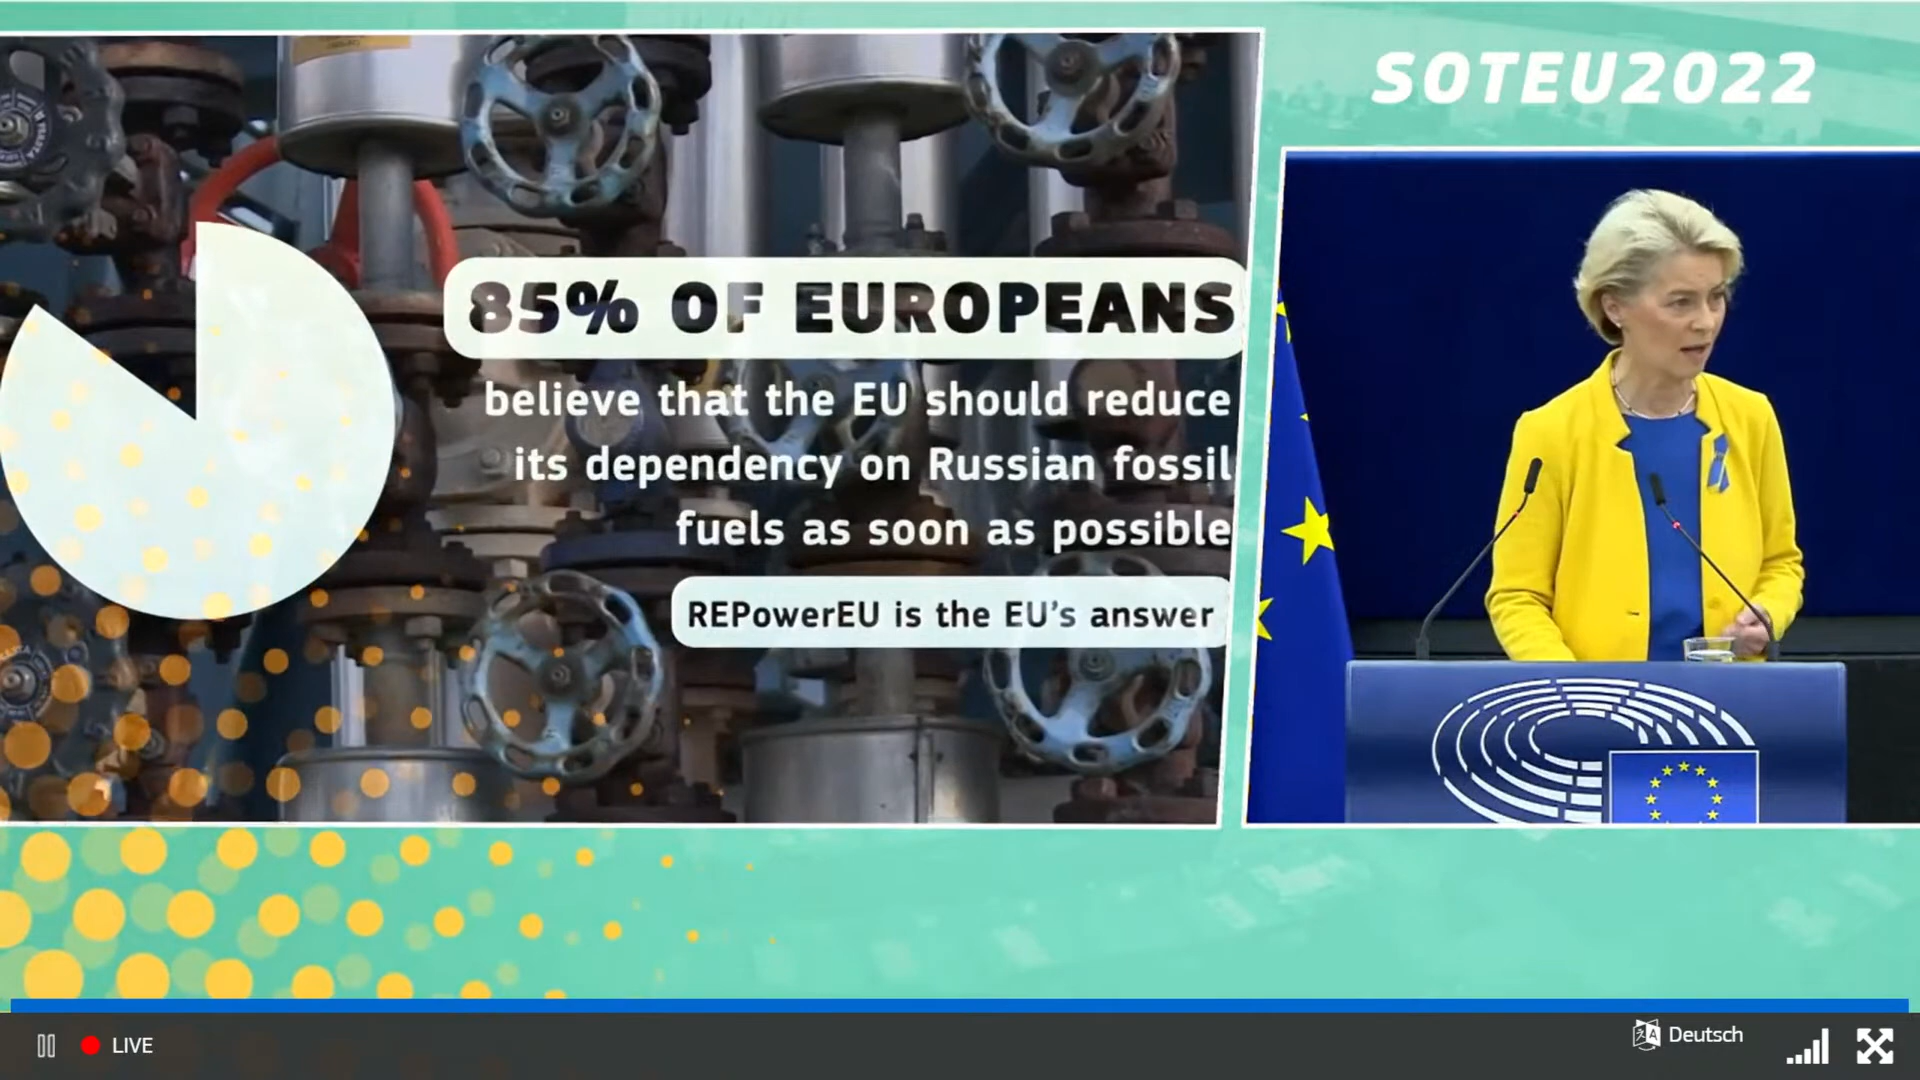 SOTEU2022
85% OF EUROPEANS
believe that the EU should reduce
its dependency on Russian fossil
fuels as soon as possible
REPowerEU is the EU's answer
LIVE
Deutsch